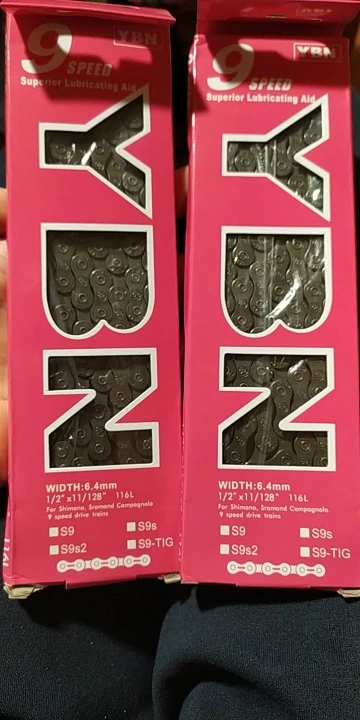 9 SPEED
YBN
Superior Lubricating Aid
YBN
WIDTH:6.4mm
1/2" x11/128" 116L
For Shimano, Sramand Campagnolo
9 speed drive trains
S9 S9s
S9s2 S9-TIG
116L
9 SPEED
YBN
Superior Lubricating Aid
YBN
WIDTH:6.4mm
1/2" x11/128" 116L
For Shimano, Sramand Campagnolo
9 speed drive trains
S9 S9s
S9s2 S9-TIG